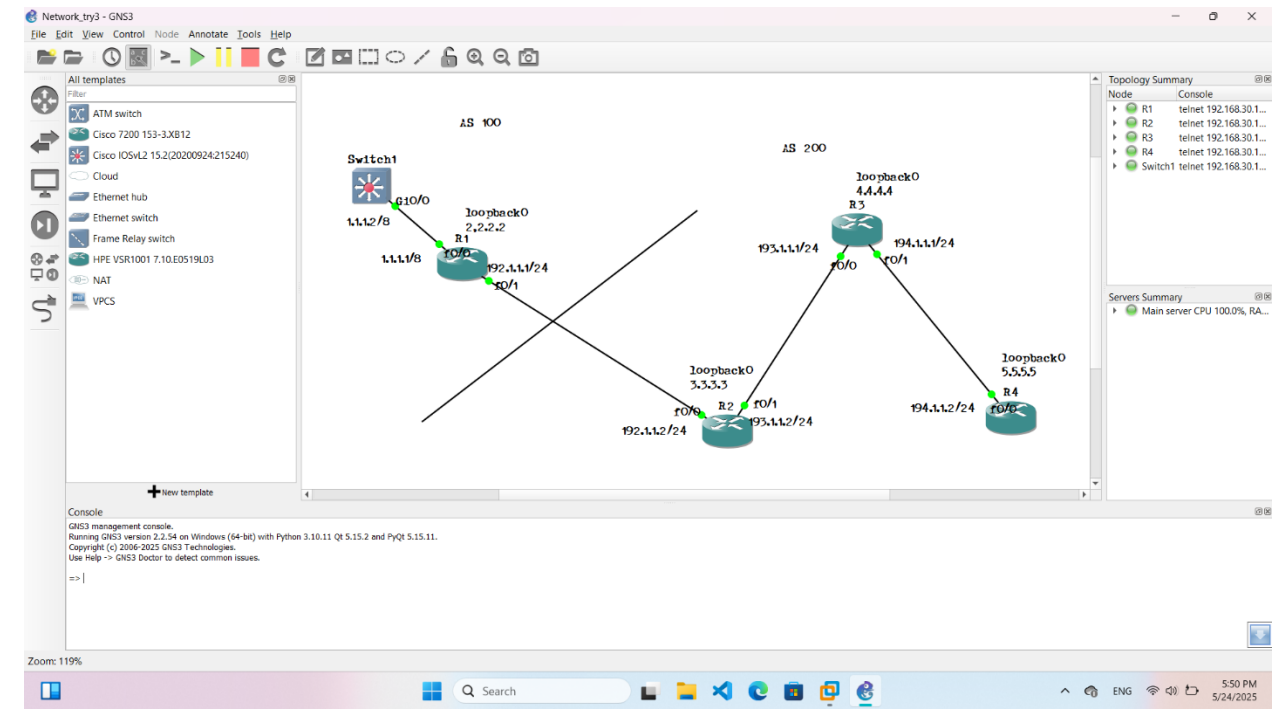 Network_try3 - GNS3
File Edit View Control Node Annotate Tools Help
All templates
Filter
ATM switch
Cisco 7200 153-3.XB12
Cisco IOSvL2 15.2(20200924:215240)
Cloud
Ethernet hub
Ethernet switch
Frame Relay switch
HPE VSR1001 7.10.E0519L03
NAT
VPCS
New template
AS 100
AS 200
Switch1
Gi0/0
1.1.1.2/8
loopback0
2,2.2.2
R1
f0/0
1.1.1.1/8
192.1.1.1/24
f0/1
loopback0
4.4.4.4
R3
193.1.1.1/24
194.1.1.1/24
f0/0
f0/1
loopback0
3.3.3.3
R2
f0/0
f0/1
192.1.1.2/24
193.1.1.2/24
loopback0
5.5.5.5
R4
194.1.1.2/24
f0/0
Topology Summary
Node Console
R1 telnet 192.168.30.1...
R2 telnet 192.168.30.1...
R3 telnet 192.168.30.1...
R4 telnet 192.168.30.1...
Switch1 telnet 192.168.30.1...
Servers Summary
Main server CPU 100.0%, RA...
Console
GNS3 management console.
Running GNS3 version 2.2.54 on Windows (64-bit) with Python 3.10.11 Qt 5.15.2 and PyQt 5.15.11.
Copyright (c) 2006-2025 GNS3 Technologies.
Use Help -> GNS3 Doctor to detect common issues.
=>
Zoom: 119%
Search
ENG
5:50 PM
5/24/2025